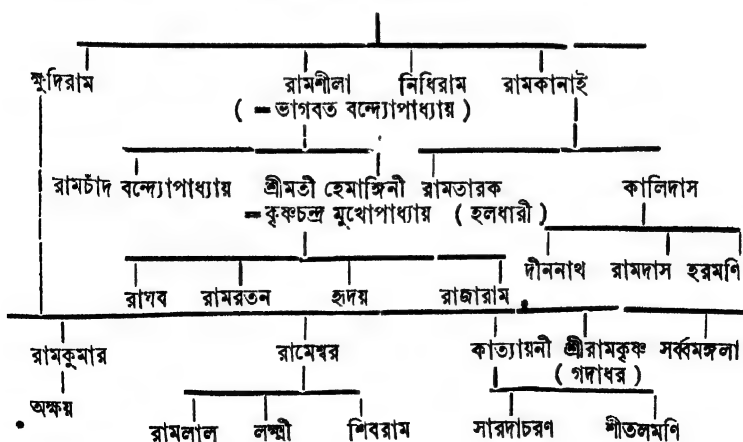 ক্ষুদিরাম রামশীলা নিধিরাম রামকানাই
( = ভাগবত বন্দ্যোপাধ্যায় )
রামচাঁদ বন্দ্যোপাধ্যায় শ্রীমতী হেমাঙ্গিনী রামতারক কালিদাস
= কৃষ্ণচন্দ্র মুখোপাধ্যায় ( হলধারী )
দীননাথ রামদাস হরমণি
রাঘব রামরতন হৃদয় রাজারাম
রামকুমার রামেশ্বর কাত্যায়নী শ্রীরামকৃষ্ণ সর্ব্বমঙ্গলা
( গদাধর )
অক্ষয়
রামলাল লক্ষ্মী শিবরাম সারদাচরণ শীতলমণি